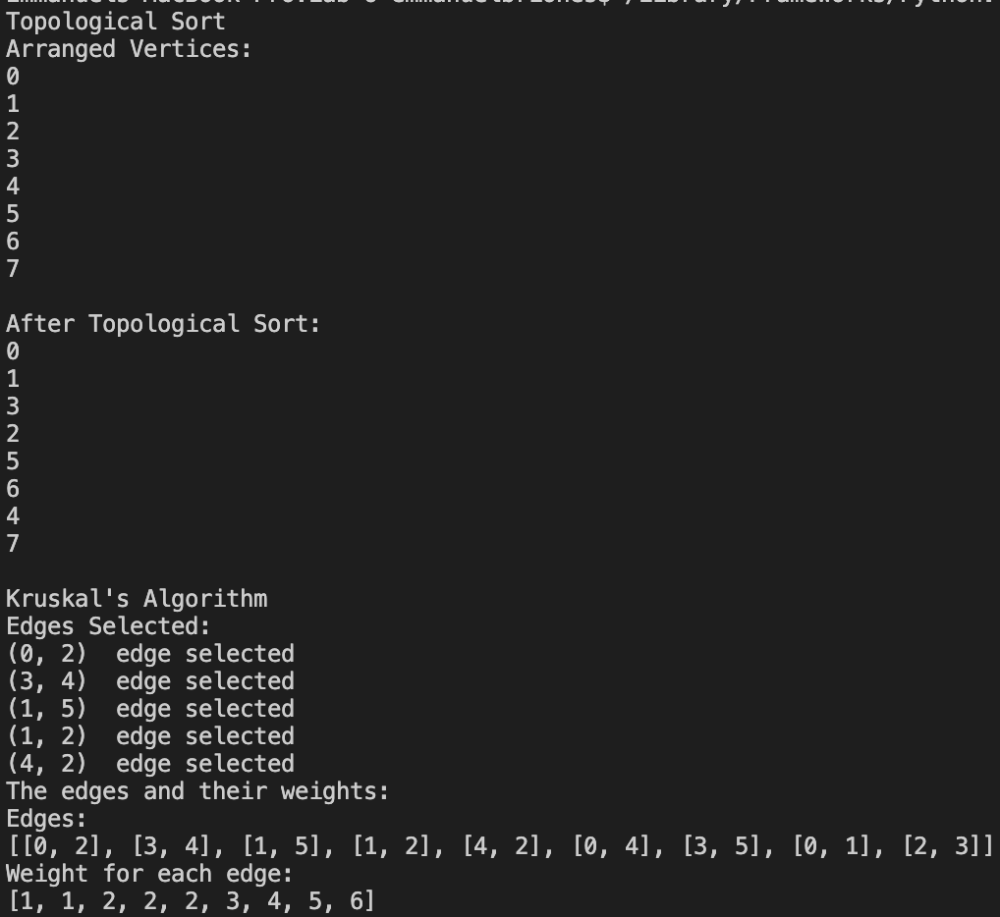 Topological Sort
Arranged Vertices:
0
1
2
3
4
5
6
7
After Topological Sort:
0
1
3
2
5
6
4
7
Kruskal's Algorithm
Edges Selected:
(0, 2)  edge selected
(3, 4)  edge selected
(1, 5)  edge selected
(1, 2)  edge selected
(4, 2)  edge selected
The edges and their weights:
Edges:
[[0, 2], [3, 4], [1, 5], [1, 2], [4, 2], [0, 4], [3, 5], [0, 1], [2, 3]]
Weight for each edge:
[1, 1, 2, 2, 2, 3, 4, 5, 6]